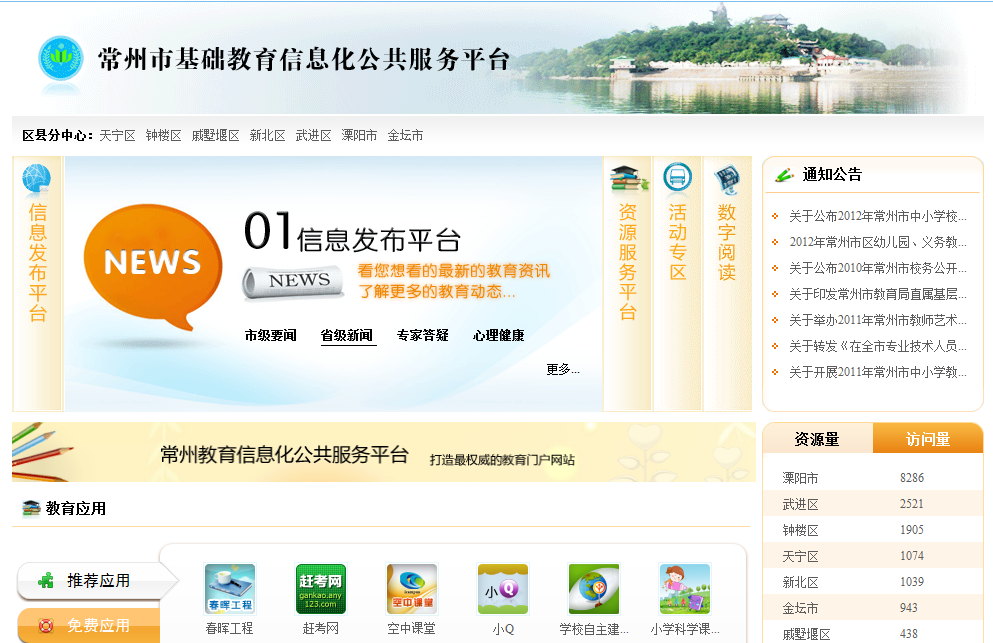 常州市基础教育信息化公共服务平台
区县分中心：天宁区 钟楼区 戚墅堰区 新北区 武进区 溧阳市 金坛市
信息发布平台
NEWS
01信息发布平台
NEWS
看您想看的最新的教育资讯
了解更多的教育动态...
市级要闻 省级新闻 专家答疑 心理健康
更多...
资源服务平台
活动专区
数字阅读
通知公告
关于公布2012年常州市中小学校...
2012年常州市区幼儿园、义务教...
关于公布2010年常州市校务公开...
关于印发常州市教育局直属基层...
关于举办2011年常州市教师艺术...
关于转发《在全市专业技术人员...
关于开展2011年常州市中小学教...
常州教育信息化公共服务平台 打造最权威的教育门户网站
资源量 访问量
溧阳市 8286
武进区 2521
钟楼区 1905
天宁区 1074
新北区 1039
金坛市 943
戚墅堰区 438
教育应用
推荐应用
免费应用
春晖工程
赶考网
gankao.any
123.com
空中课堂
小Q
春晖工程 赶考网 空中课堂 小Q 学校自主建... 小学科学课...